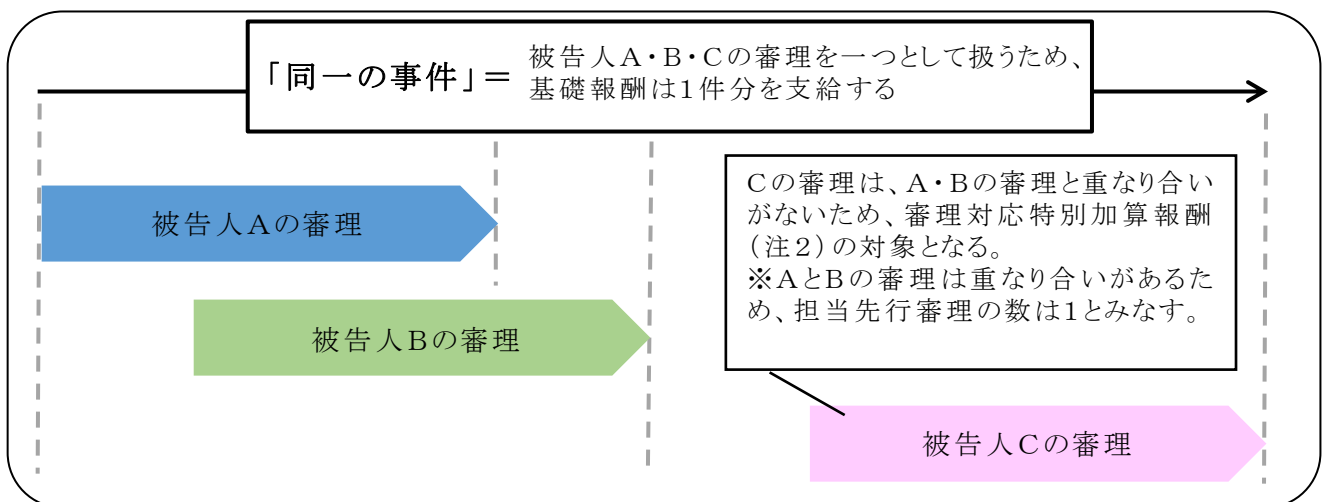 「同一の事件」＝
被告人A・B・Cの審理を一つとして扱うため、
基礎報酬は1件分を支給する
Cの審理は、A・Bの審理と重なり合い
がないため、審理対応特別加算報酬
（注2）の対象となる。
※AとBの審理は重なり合いがあるた
め、担当先行審理の数は1とみなす。
被告人Aの審理
被告人Bの審理
被告人Cの審理